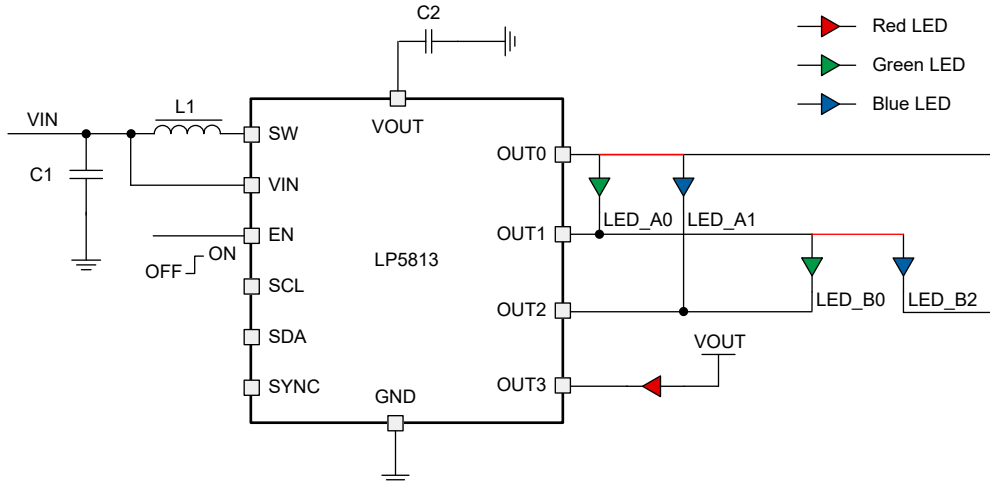 C2
Red LED
Green LED
Blue LED
VIN
L1
C1
SW
VOUT
OUT0
VIN
LED_A0
LED_A1
EN
OUT1
OFF
ON
LP5813
SCL
LED_B0
LED_B2
OUT2
SDA
VOUT
SYNC
GND
OUT3